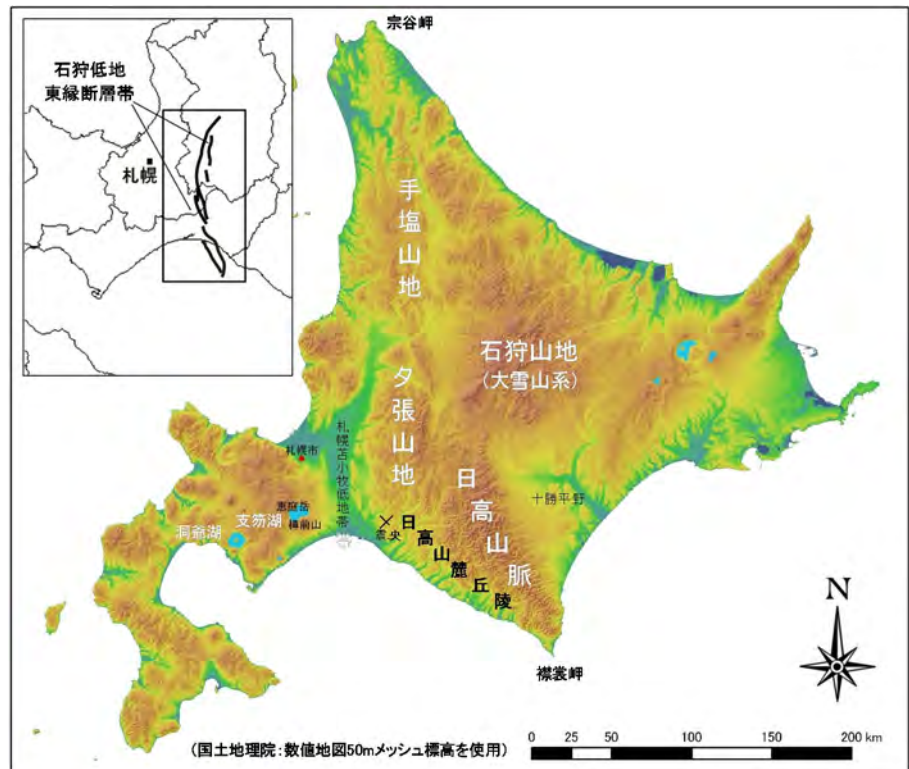 宗谷岬
石狩低地
東縁断層帯
札幌
手塩山地
石狩山地
(大雪山系)
夕張山地
札幌苫小牧低地帯
札幌市
恵庭岳
支笏湖
樽前山
洞爺湖
震央
日高山麓丘陵
日高山脈
十勝平野
襟裳岬
N
(国土地理院:数値地図50mメッシュ標高を使用)
0 50 100 150 200 km